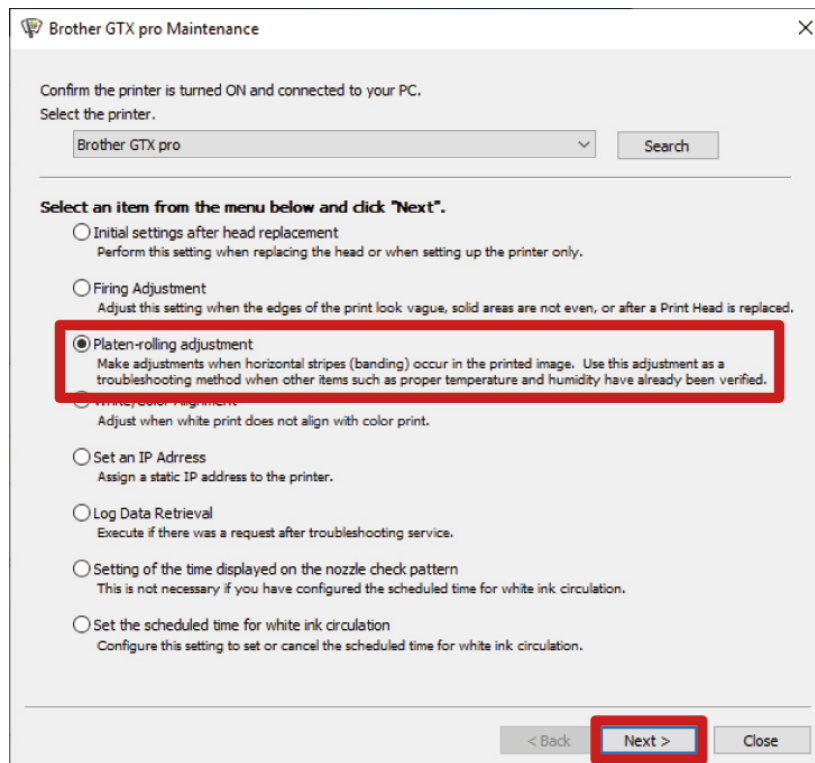 Brother GTX pro Maintenance
Confirm the printer is turned ON and connected to your PC.
Select the printer.
Brother GTX pro
Search
Select an item from the menu below and click "Next".
Initial settings after head replacement
Perform this setting when replacing the head or when setting up the printer only.
Firing Adjustment
Adjust this setting when the edges of the print look vague, solid areas are not even, or after a Print Head is replaced.
Platen-rolling adjustment
Make adjustments when horizontal stripes (banding) occur in the printed image. Use this adjustment as a
troubleshooting method when other items such as proper temperature and humidity have already been verified.
White/Color Alignment
Adjust when white print does not align with color print.
Set an IP Adrress
Assign a static IP address to the printer.
Log Data Retrieval
Execute if there was a request after troubleshooting service.
Setting of the time displayed on the nozzle check pattern
This is not necessary if you have configured the scheduled time for white ink circulation.
Set the scheduled time for white ink circulation
Configure this setting to set or cancel the scheduled time for white ink circulation.
< Back
Next >
Close